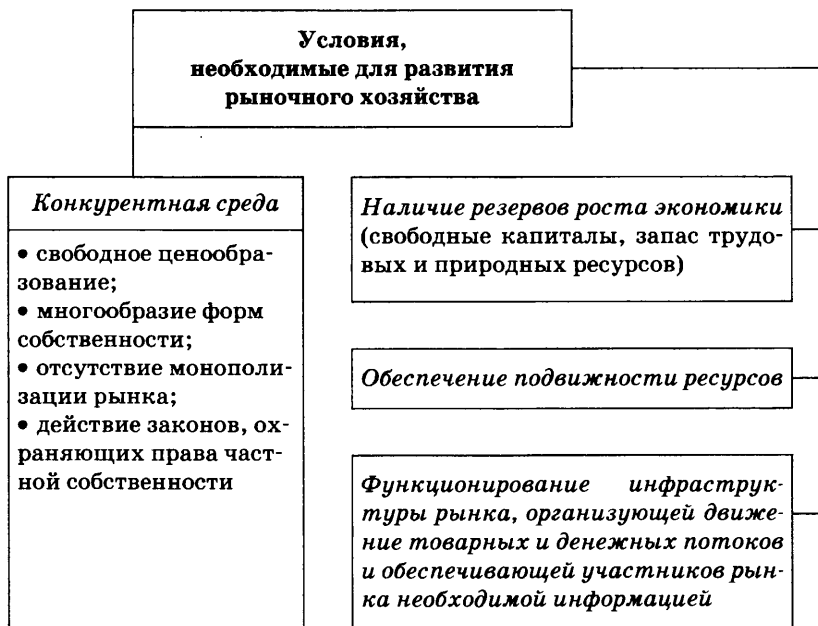 Условия,
необходимые для развития
рыночного хозяйства
Конкурентная среда
• свободное ценообра-
зование;
• многообразие форм
собственности;
• отсутствие монополи-
зации рынка;
• действие законов, ох-
раняющих права част-
ной собственности
Наличие резервов роста экономики
(свободные капиталы, запас трудо-
вых и природных ресурсов)
Обеспечение подвижности ресурсов
Функционирование инфраструк-
туры рынка, организующей движе-
ние товарных и денежных потоков
и обеспечивающей участников рын-
ка необходимой информацией